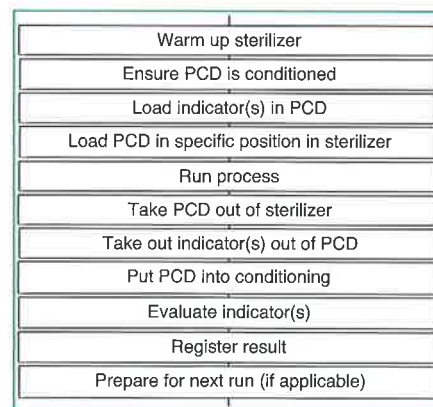 Warm up sterilizer
Ensure PCD is conditioned
Load indicator(s) in PCD
Load PCD in specific position in sterilizer
Run process
Take PCD out of sterilizer
Take out indicator(s) out of PCD
Put PCD into conditioning
Evaluate indicator(s)
Register result
Prepare for next run (if applicable)